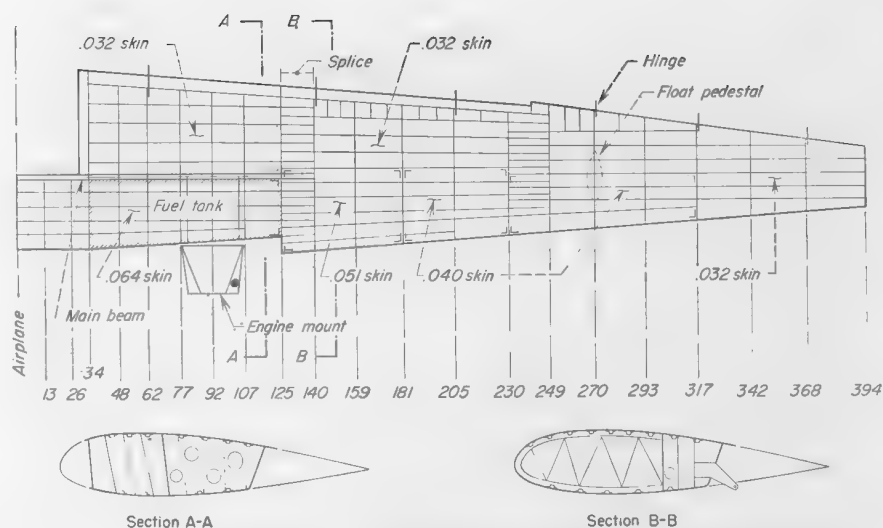 A B
.032 skin
.032 skin
Splice
Hinge
Float pedestal
Fuel tank
.064 skin
.051 skin
.040 skin
.032 skin
Main beam
Engine mount
Airplane
A B
13 26 34 48 62 77 92 107 125 140 159 181 205 230 249 270 293 317 342 368 394
Section A-A
Section B-B